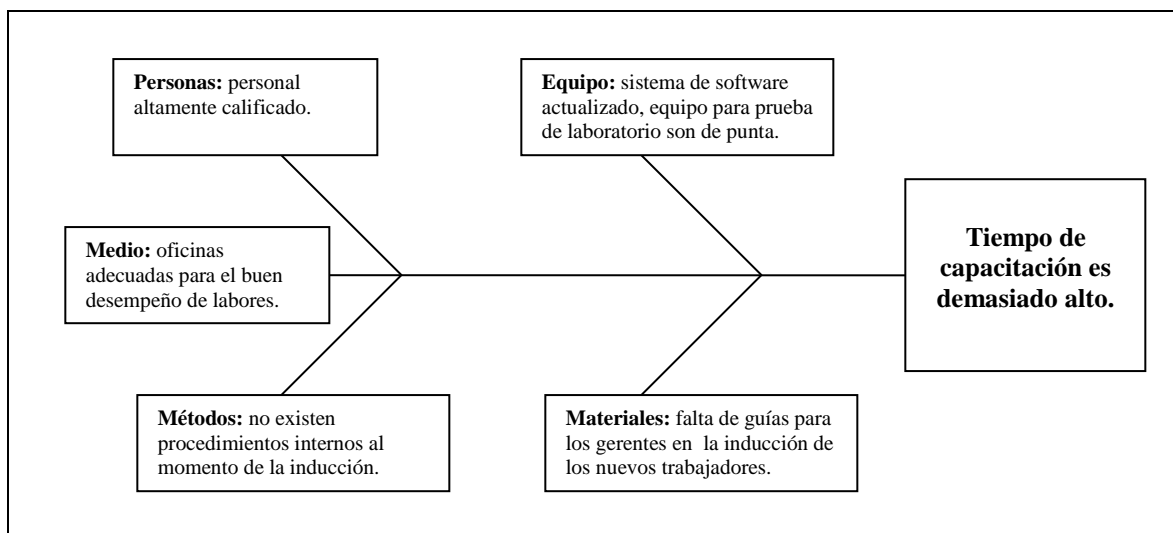 Personas: personal
altamente calificado.
Equipo: sistema de software
actualizado, equipo para prueba
de laboratorio son de punta.
Medio: oficinas
adecuadas para el buen
desempeño de labores.
Tiempo de
capacitación es
demasiado alto.
Métodos: no existen
procedimientos internos al
momento de la inducción.
Materiales: falta de guías para
los gerentes en  la inducción de
los nuevos trabajadores.